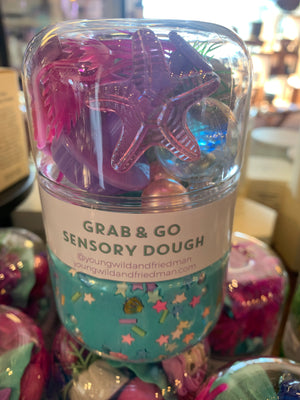 GRAB & GO
SENSORY DOUGH
@youngwildandfriedman
youngwildandfriedman.com